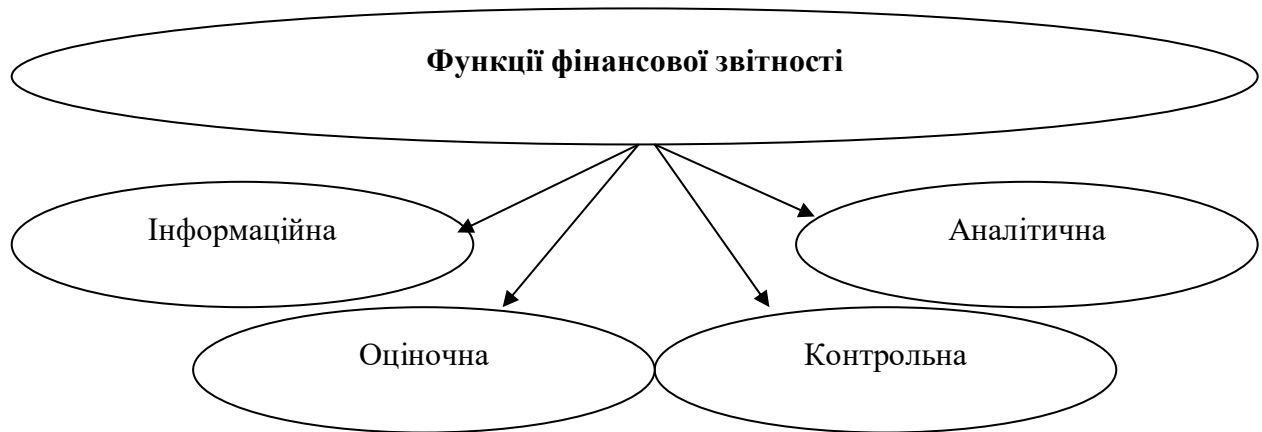 Функції фінансової звітності
Інформаційна
Аналітична
Оціночна
Контрольна